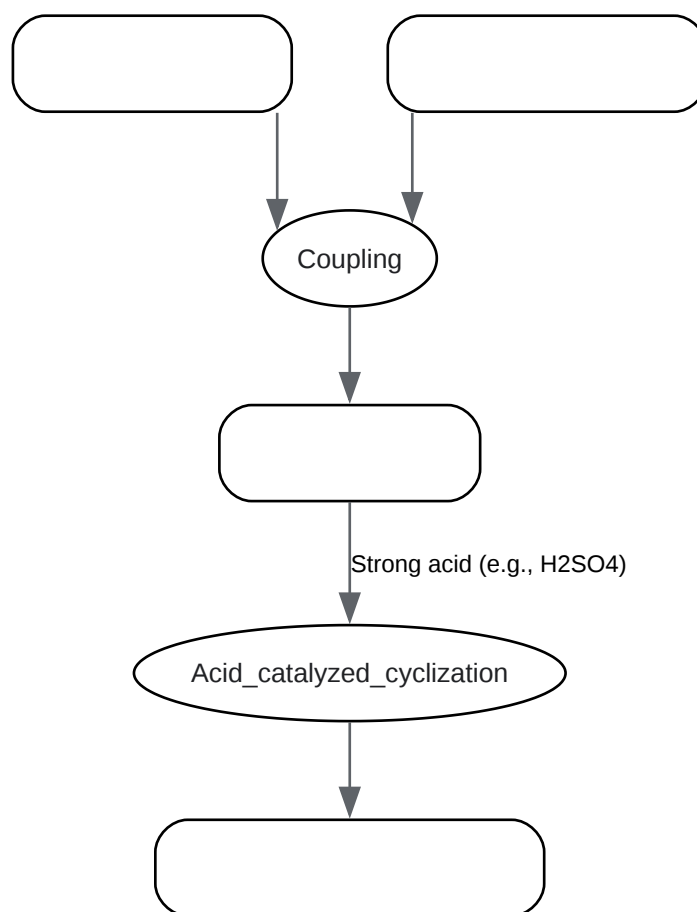 Coupling
Strong acid (e.g., H2SO4)
Acid_catalyzed_cyclization